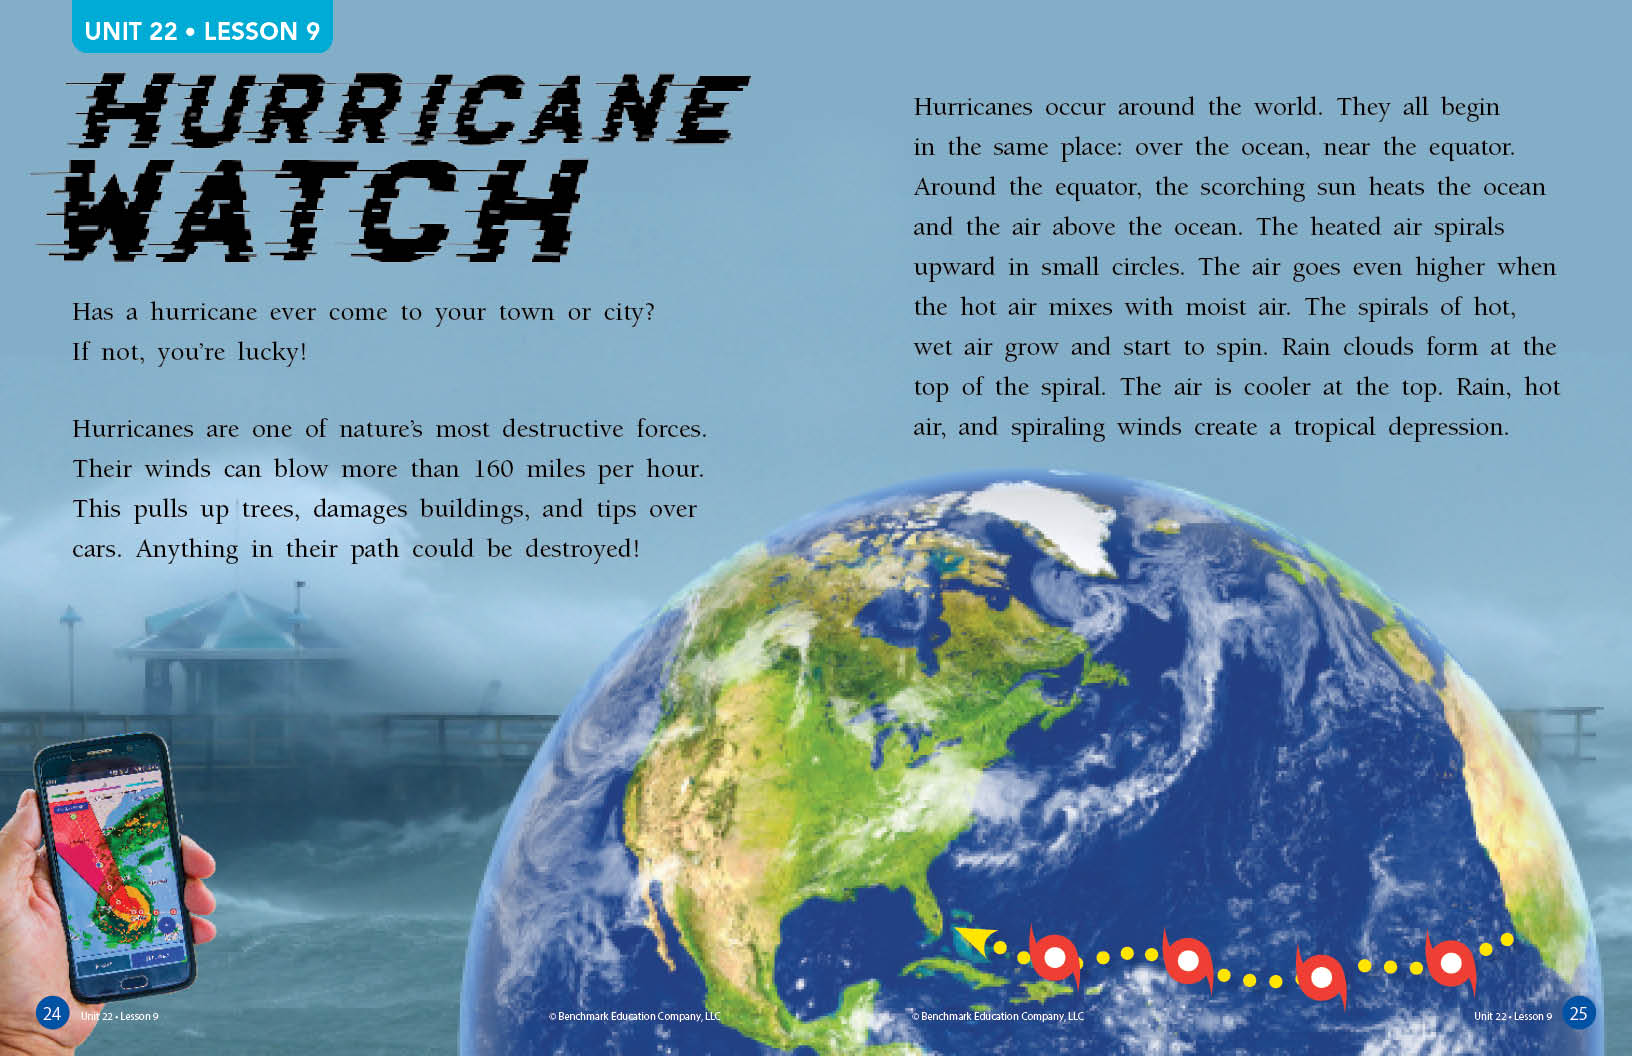 UNIT 22 • LESSON 9
HURRICANE
WATCH
Has a hurricane ever come to your town or city?
If not, you’re lucky!
Hurricanes are one of nature’s most destructive forces.
Their winds can blow more than 160 miles per hour.
This pulls up trees, damages buildings, and tips over
cars. Anything in their path could be destroyed!
24
Unit 22 • Lesson 9
© Benchmark Education Company, LLC
Hurricanes occur around the world. They all begin
in the same place: over the ocean, near the equator.
Around the equator, the scorching sun heats the ocean
and the air above the ocean. The heated air spirals
upward in small circles. The air goes even higher when
the hot air mixes with moist air. The spirals of hot,
wet air grow and start to spin. Rain clouds form at the
top of the spiral. The air is cooler at the top. Rain, hot
air, and spiraling winds create a tropical depression.
© Benchmark Education Company, LLC
Unit 22 • Lesson 9
25